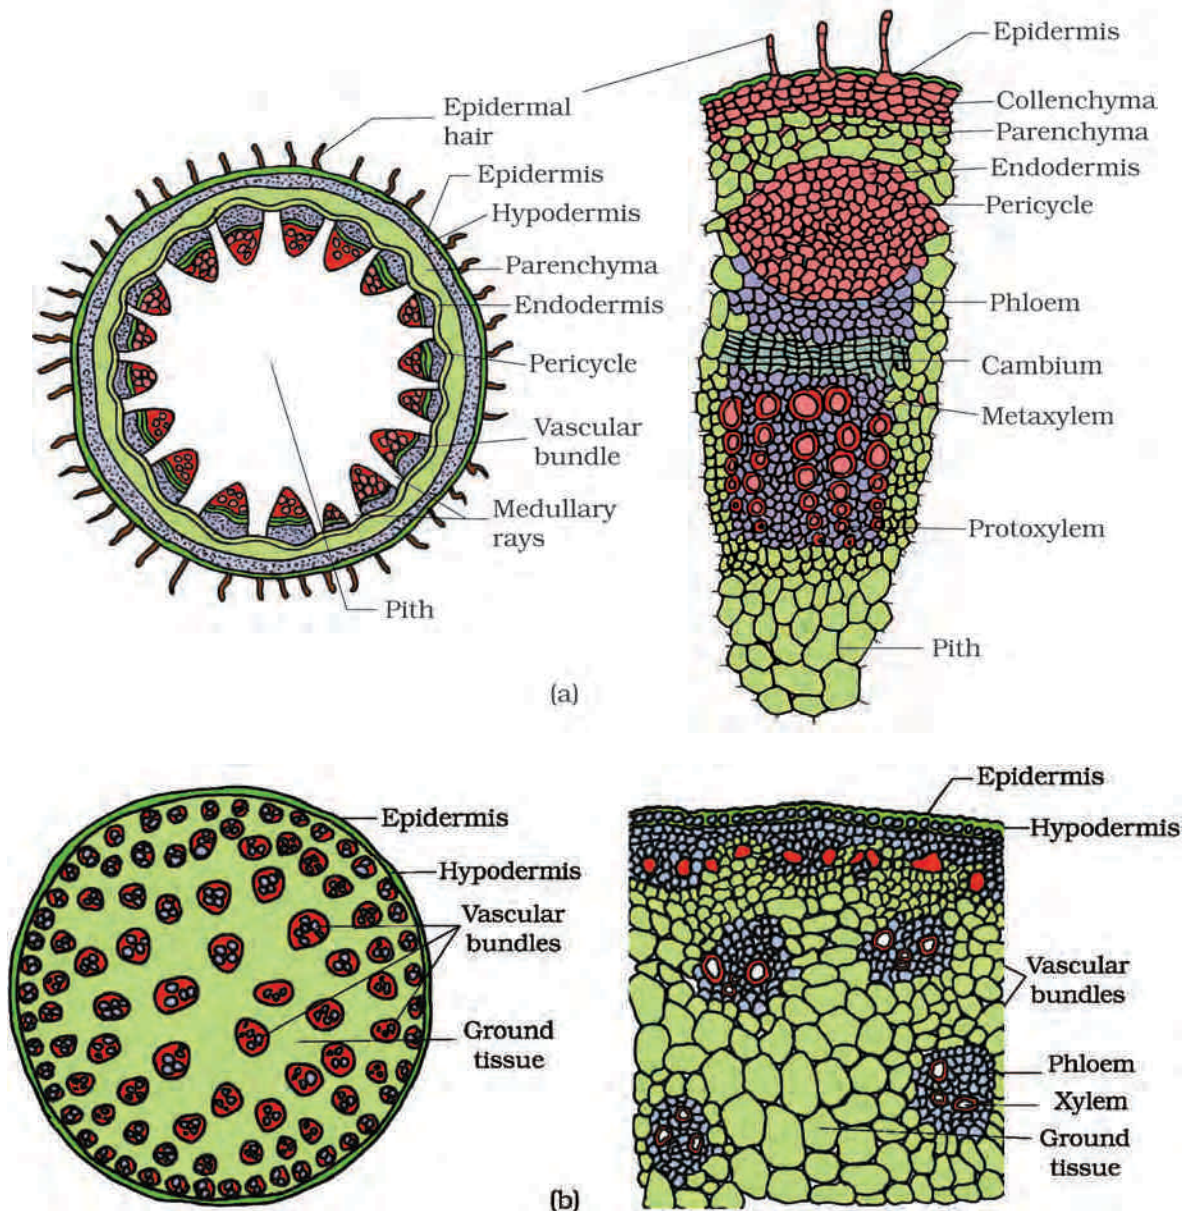 Epidermal
hair
Epidermis
Hypodermis
Parenchyma
Endodermis
Pericycle
Vascular
bundle
Medullary
rays
Pith
Epidermis
Collenchyma
Parenchyma
Endodermis
Pericycle
Phloem
Cambium
Metaxylem
Protoxylem
Pith
(a)
Epidermis
Hypodermis
Vascular
bundles
Ground
tissue
Epidermis
Hypodermis
Vascular
bundles
Phloem
Xylem
Ground
tissue
(b)